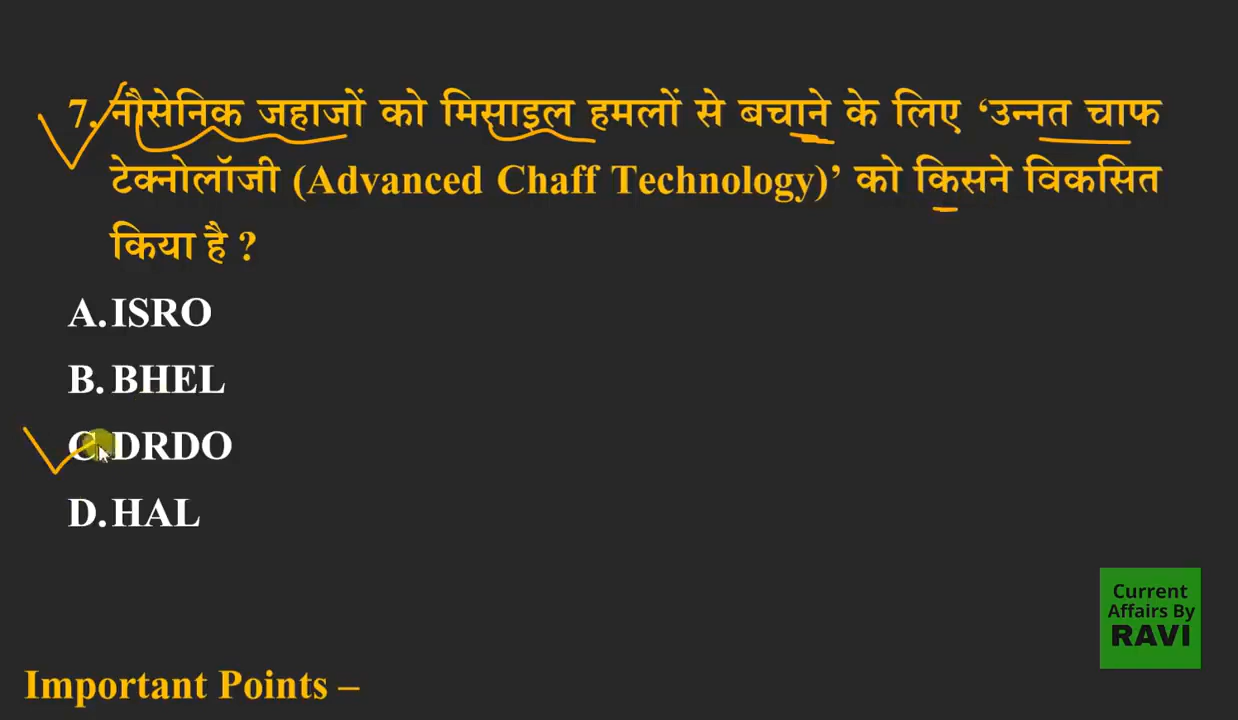 7. नौसेनिक जहाजों को मिसाइल हमलों से बचाने के लिए ‘उन्नत चाफ
टेक्नोलॉजी (Advanced Chaff Technology)’ को किसने विकसित
किया है ?
A. ISRO
B. BHEL
C. DRDO
D. HAL
Current
Affairs By
RAVI
Important Points –